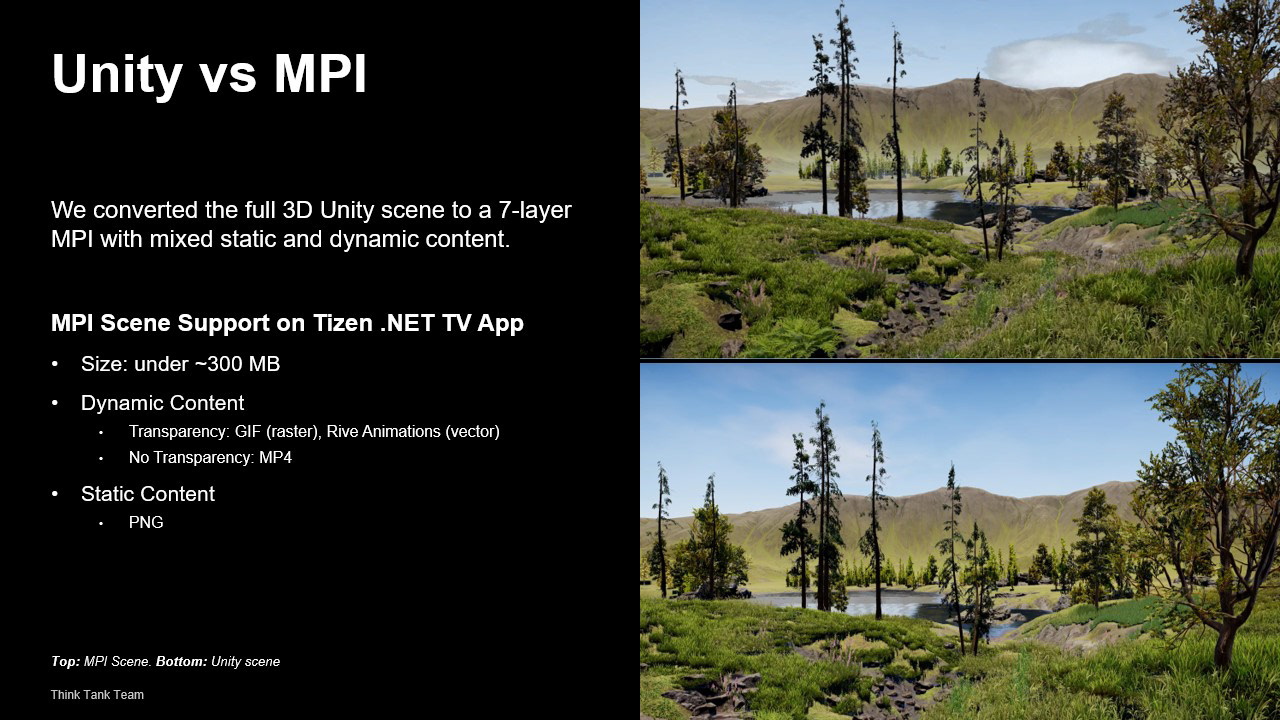 Unity vs MPI
We converted the full 3D Unity scene to a 7-layer
MPI with mixed static and dynamic content.
MPI Scene Support on Tizen .NET TV App
• Size: under ~300 MB
• Dynamic Content
• Transparency: GIF (raster), Rive Animations (vector)
• No Transparency: MP4
• Static Content
• PNG
Top: MPI Scene. Bottom: Unity scene
Think Tank Team